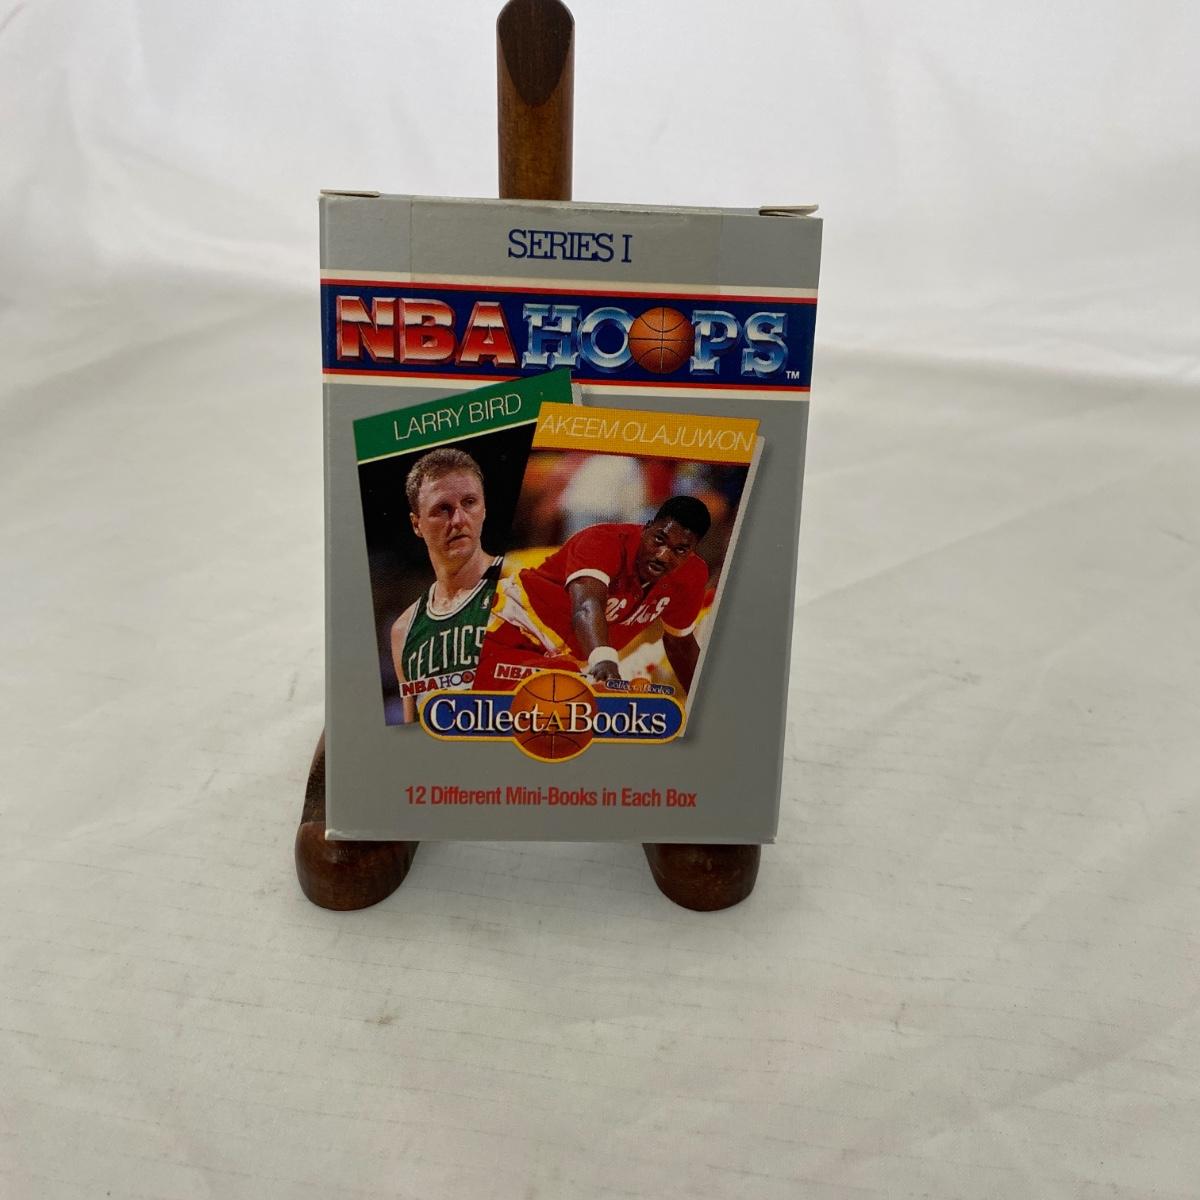 SERIES I
NBA HOOPS TM
LARRY BIRD
AKEEM OLAJUWON
CELTICS
NBA HOO
NBA
Collect A Books
Collect A Books
12 Different Mini-Books in Each Box